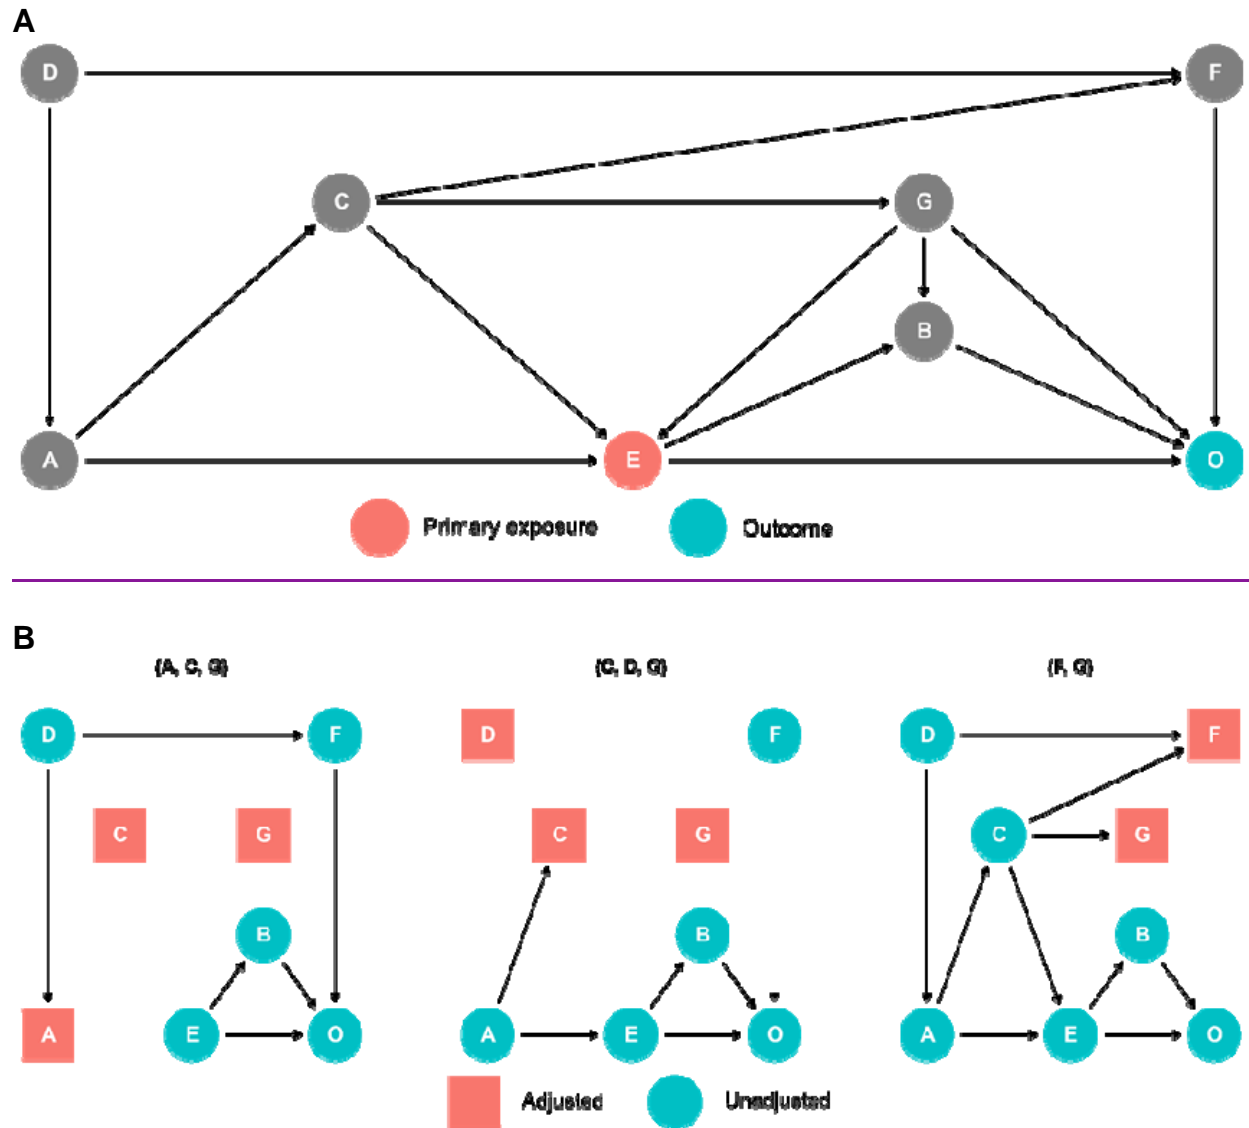 A
D F
C G
B
A E O
Primary exposure Outcome
B
{A, C, G} {C, D, G} {F, G}
D F D F D F
C G C G C G
B B B
A E O A E O A E O
Adjusted Unadjusted